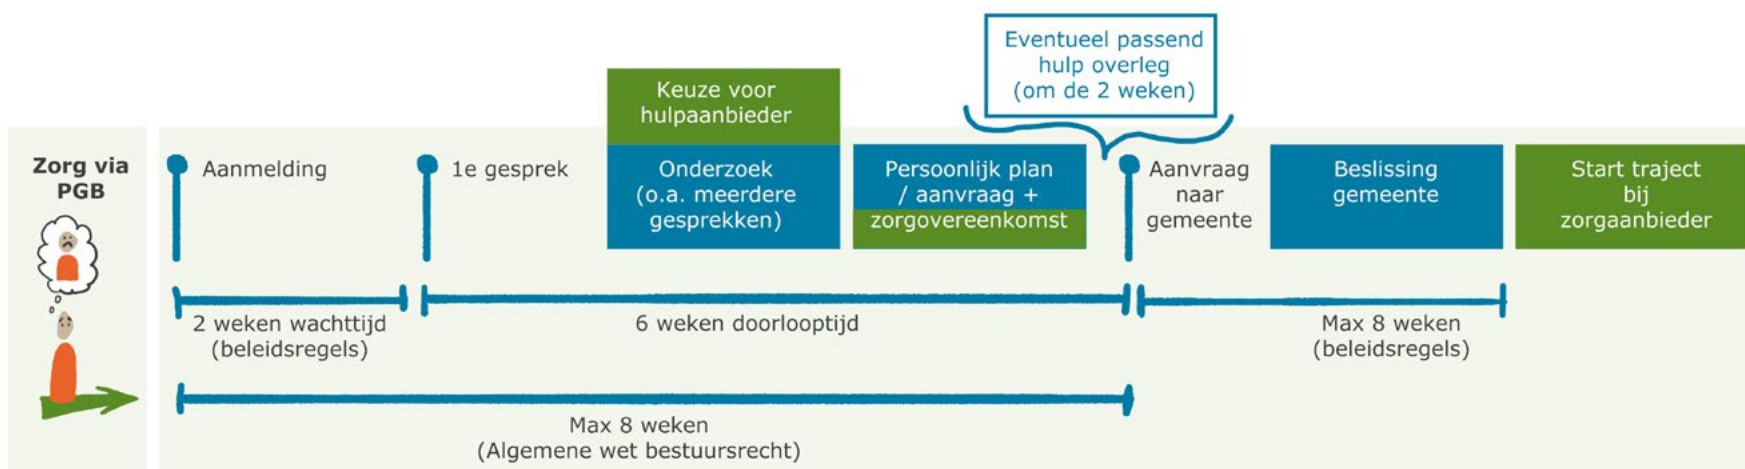 Zorg via
PGB
Aanmelding
1e gesprek
Keuze voor
hulpaanbieder
Onderzoek
(o.a. meerdere
gesprekken)
Persoonlijk plan
/ aanvraag +
zorgovereenkomst
Eventueel passend
hulp overleg
(om de 2 weken)
Aanvraag
naar
gemeente
Beslissing
gemeente
Start traject
bij
zorgaanbieder
2 weken wachttijd
(beleidsregels)
6 weken doorlooptijd
Max 8 weken
(beleidsregels)
Max 8 weken
(Algemene wet bestuursrecht)